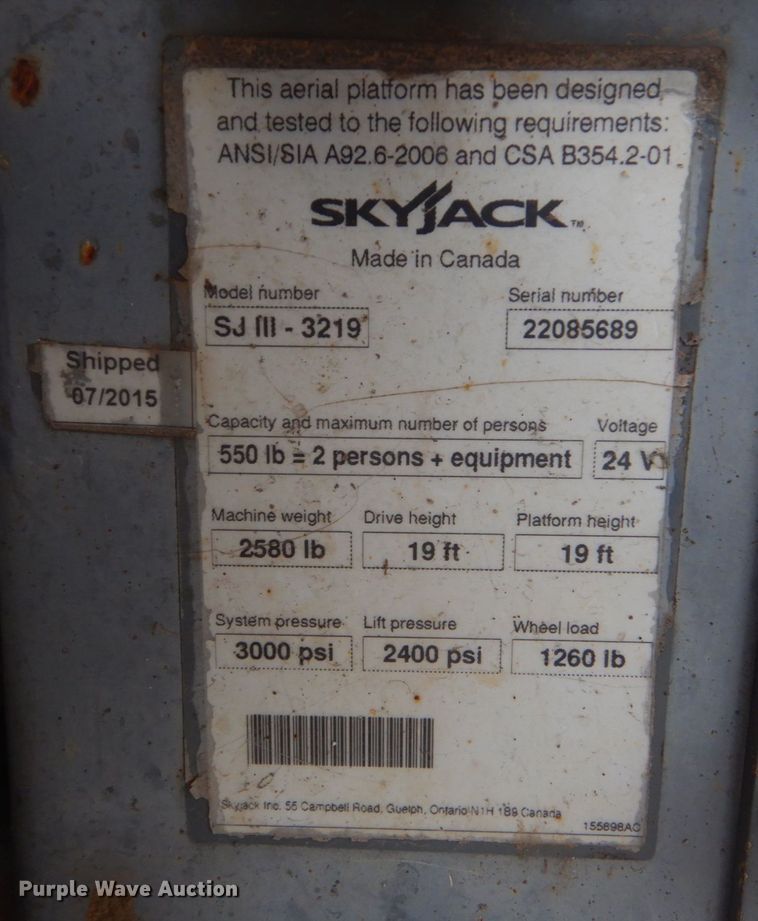 This aerial platform has been designed
and tested to the following requirements:
ANSI/SIA A92.6-2006 and CSA B354.2-01
SKYJACK™
Made in Canada
Model number Serial number
SJ III - 3219 22085689
Shipped
07/2015
Capacity and maximum number of persons Voltage
550 lb = 2 persons + equipment 24 V
Machine weight Drive height Platform height
2580 lb 19 ft 19 ft
System pressure Lift pressure Wheel load
3000 psi 2400 psi 1260 lb
Skyjack Inc. 55 Campbell Road, Guelph, Ontario N1H 1B9 Canada
155698AC
Purple Wave Auction